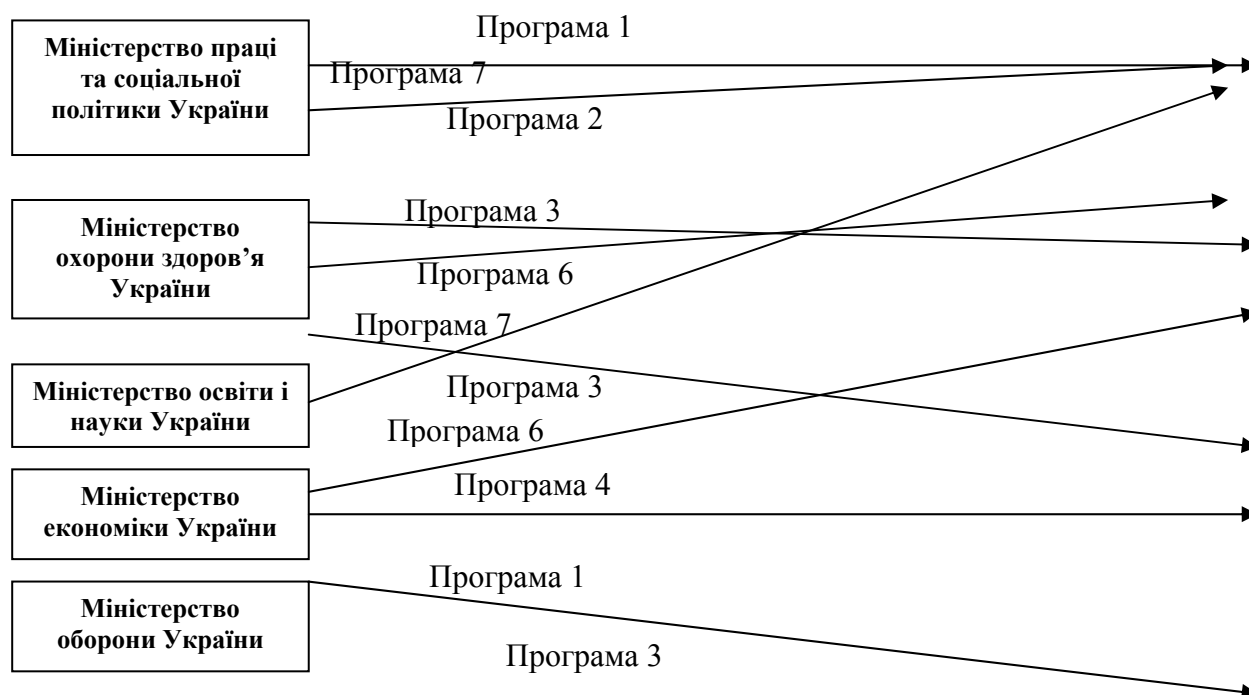 Програма 1
Міністерство праці
та соціальної
політики України
Програма 7
Програма 2
Програма 3
Міністерство
охорони здоров’я
України
Програма 6
Програма 7
Міністерство освіти і
науки України
Програма 3
Програма 6
Програма 4
Міністерство
економіки України
Програма 1
Міністерство
оборони України
Програма 3